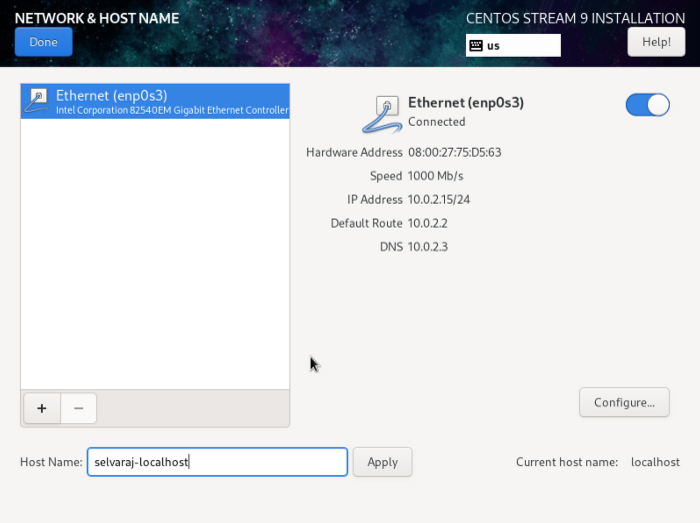 NETWORK & HOST NAME
CENTOS STREAM 9 INSTALLATION
Done
us
Help!
Ethernet (enp0s3)
Intel Corporation 82540EM Gigabit Ethernet Controller
Ethernet (enp0s3)
Connected
Hardware Address 08:00:27:75:D5:63
Speed 1000 Mb/s
IP Address 10.0.2.15/24
Default Route 10.0.2.2
DNS 10.0.2.3
+ −
Configure...
Host Name: selvaraj-localhost Apply Current host name: localhost